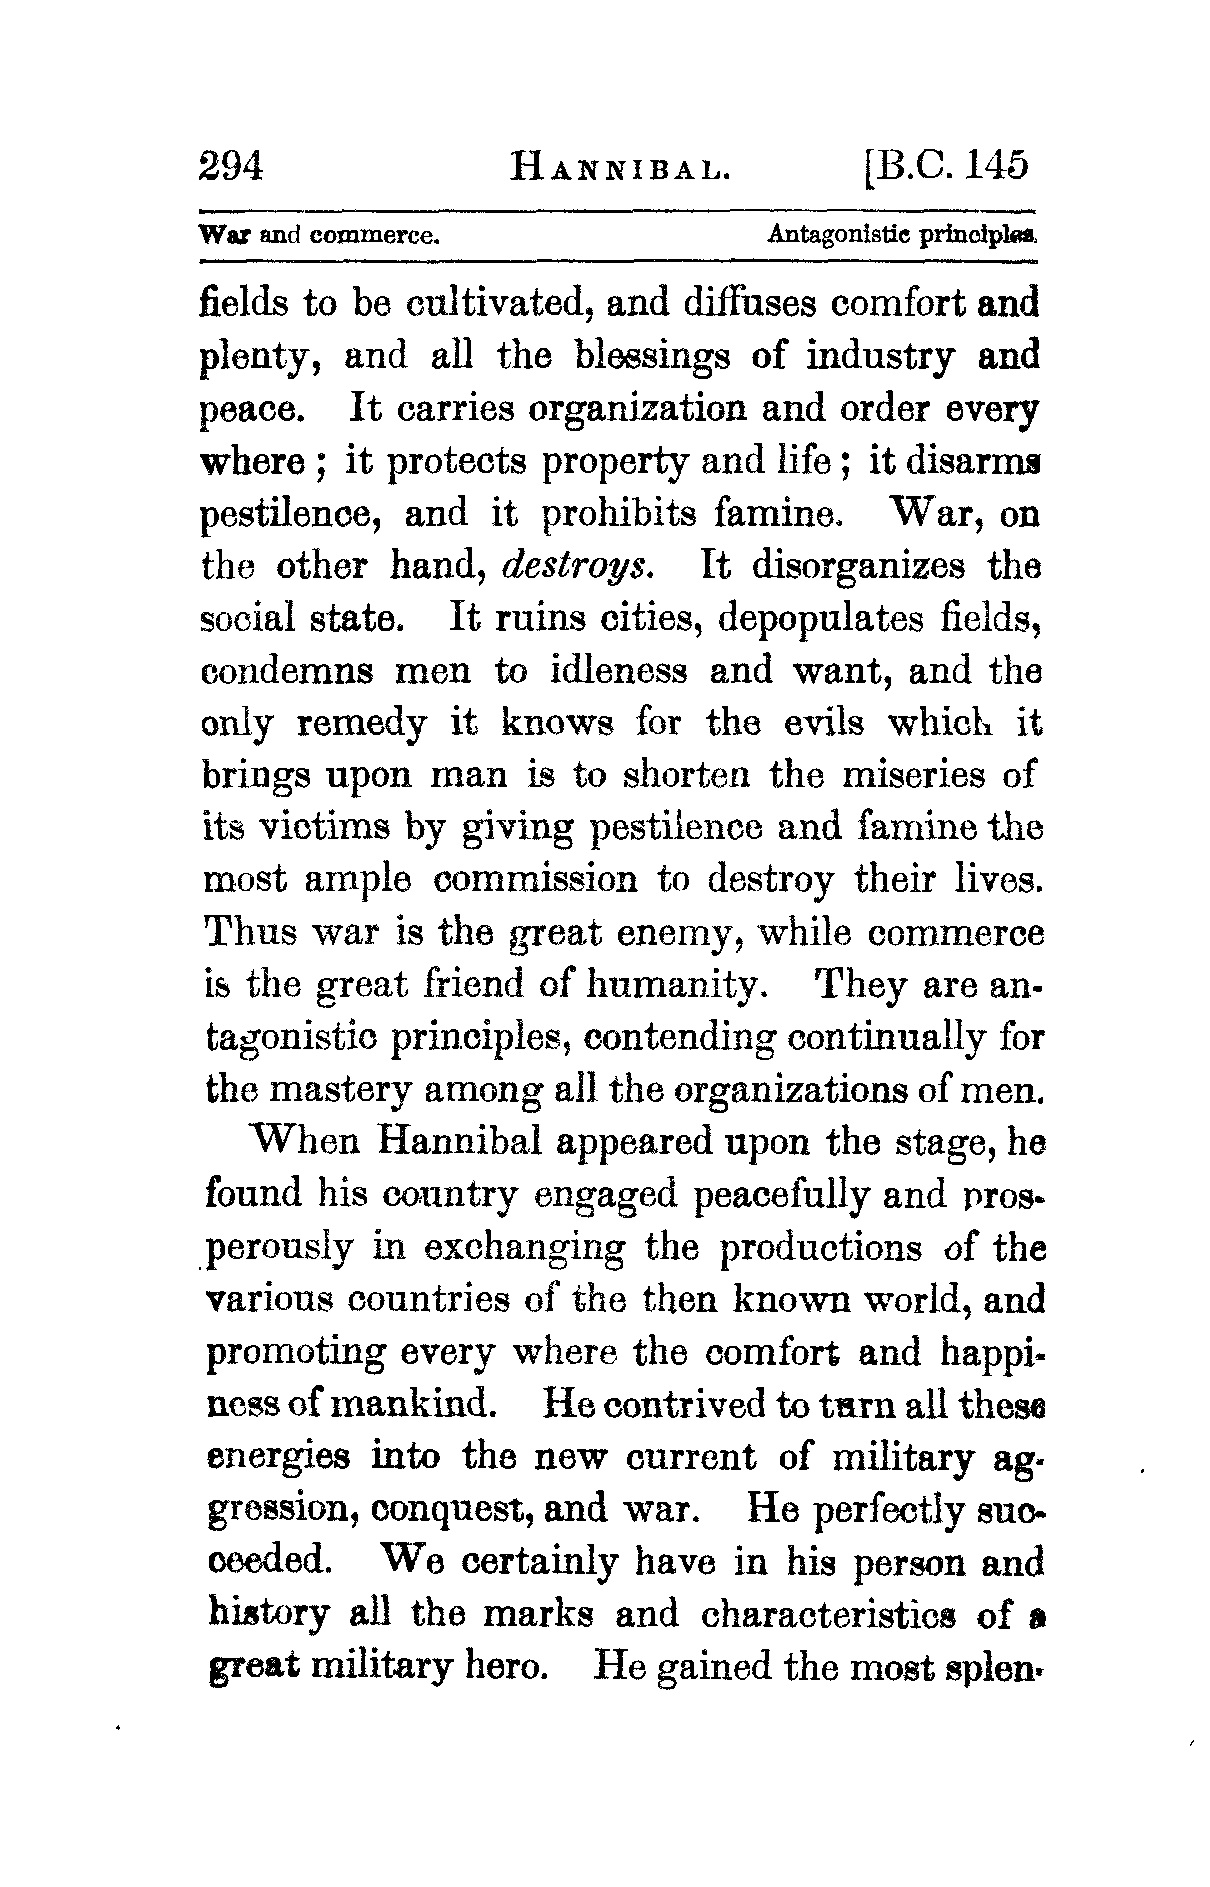 294 HANNIBAL. [B.C. 145
War and commerce. Antagonistic principles.
fields to be cultivated, and diffuses comfort and
plenty, and all the blessings of industry and
peace. It carries organization and order every
where ; it protects property and life ; it disarms
pestilence, and it prohibits famine. War, on
the other hand, destroys. It disorganizes the
social state. It ruins cities, depopulates fields,
condemns men to idleness and want, and the
only remedy it knows for the evils which it
brings upon man is to shorten the miseries of
its victims by giving pestilence and famine the
most ample commission to destroy their lives.
Thus war is the great enemy, while commerce
is the great friend of humanity. They are an-
tagonistic principles, contending continually for
the mastery among all the organizations of men.
When Hannibal appeared upon the stage, he
found his country engaged peacefully and pros-
perously in exchanging the productions of the
various countries of the then known world, and
promoting every where the comfort and happi-
ness of mankind. He contrived to turn all these
energies into the new current of military ag-
gression, conquest, and war. He perfectly suc-
ceeded. We certainly have in his person and
history all the marks and characteristics of a
great military hero. He gained the most splen-